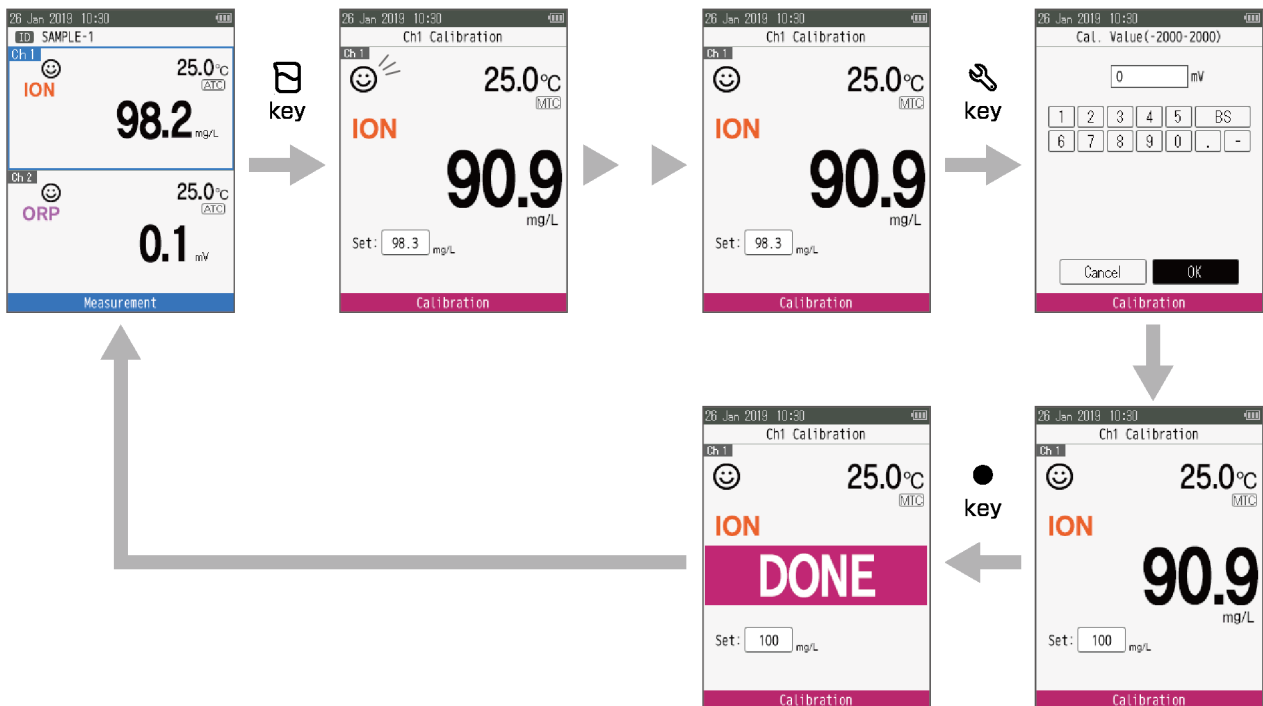 26 Jan 2019 10:30
ID SAMPLE-1
Ch 1
25.0℃
ION
ATC
98.2 mg/L
Ch 2
25.0℃
ORP
ATC
0.1 mV
Measurement
key
26 Jan 2019 10:30
Ch1 Calibration
Ch 1
25.0℃
MTC
ION
90.9
mg/L
Set: 98.3 mg/L
Calibration
26 Jan 2019 10:30
Ch1 Calibration
Ch 1
25.0℃
MTC
ION
90.9
mg/L
Set: 98.3 mg/L
Calibration
key
26 Jan 2019 10:30
Cal. Value(-2000-2000)
0 mV
1 2 3 4 5 BS
6 7 8 9 0 . -
Cancel OK
Calibration
26 Jan 2019 10:30
Ch1 Calibration
Ch 1
25.0℃
MTC
ION
90.9
mg/L
Set: 100 mg/L
Calibration
key
26 Jan 2019 10:30
Ch1 Calibration
Ch 1
25.0℃
MTC
ION
DONE
Set: 100 mg/L
Calibration